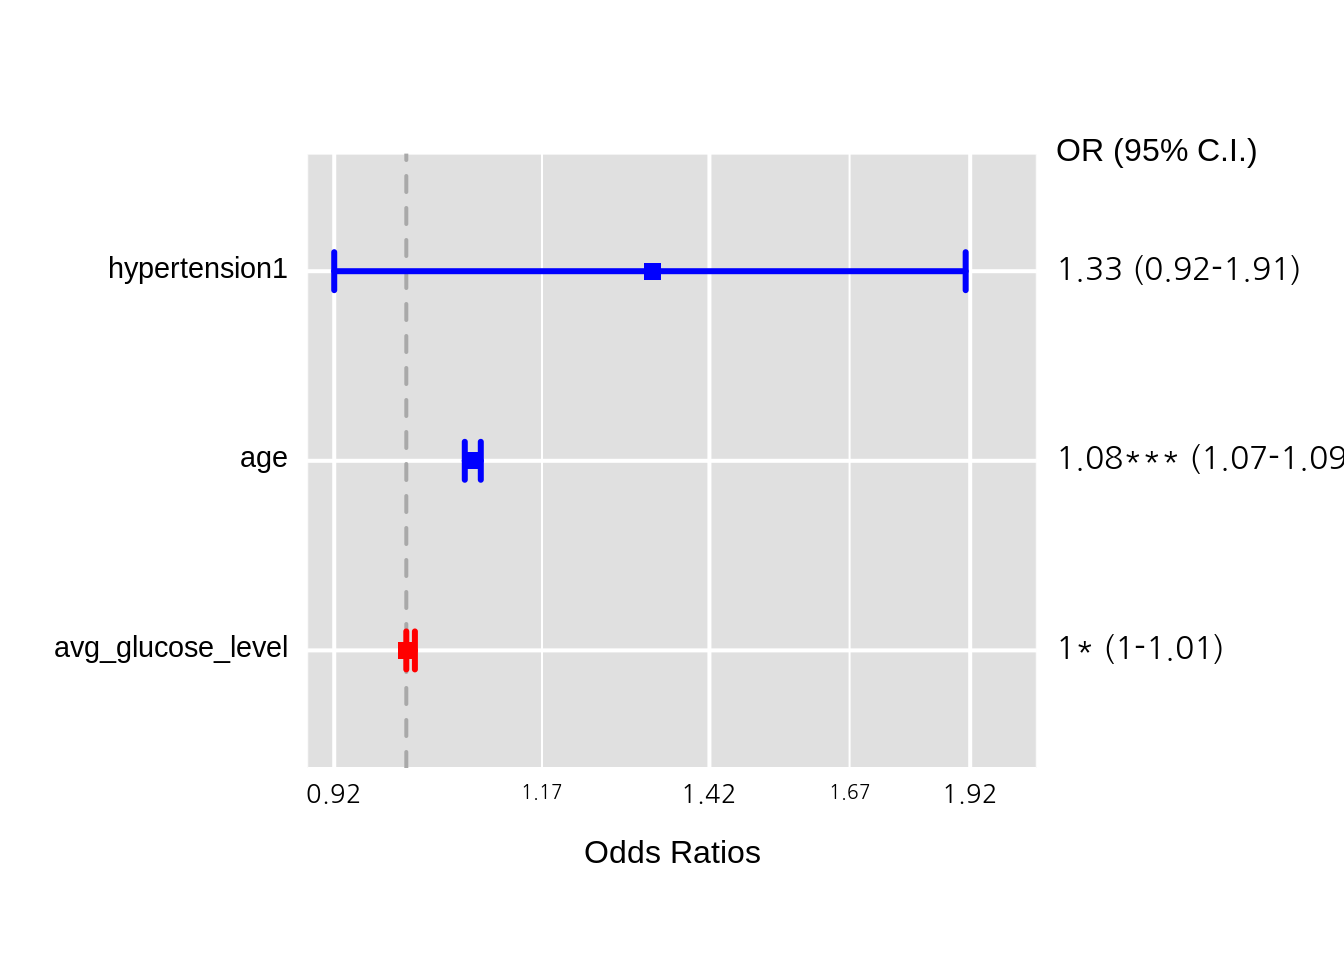 OR (95% C.I.)
hypertension1 1.33 (0.92-1.91)
age 1.08*** (1.07-1.09
avg_glucose_level 1* (1-1.01)
0.92 1.17 1.42 1.67 1.92
Odds Ratios